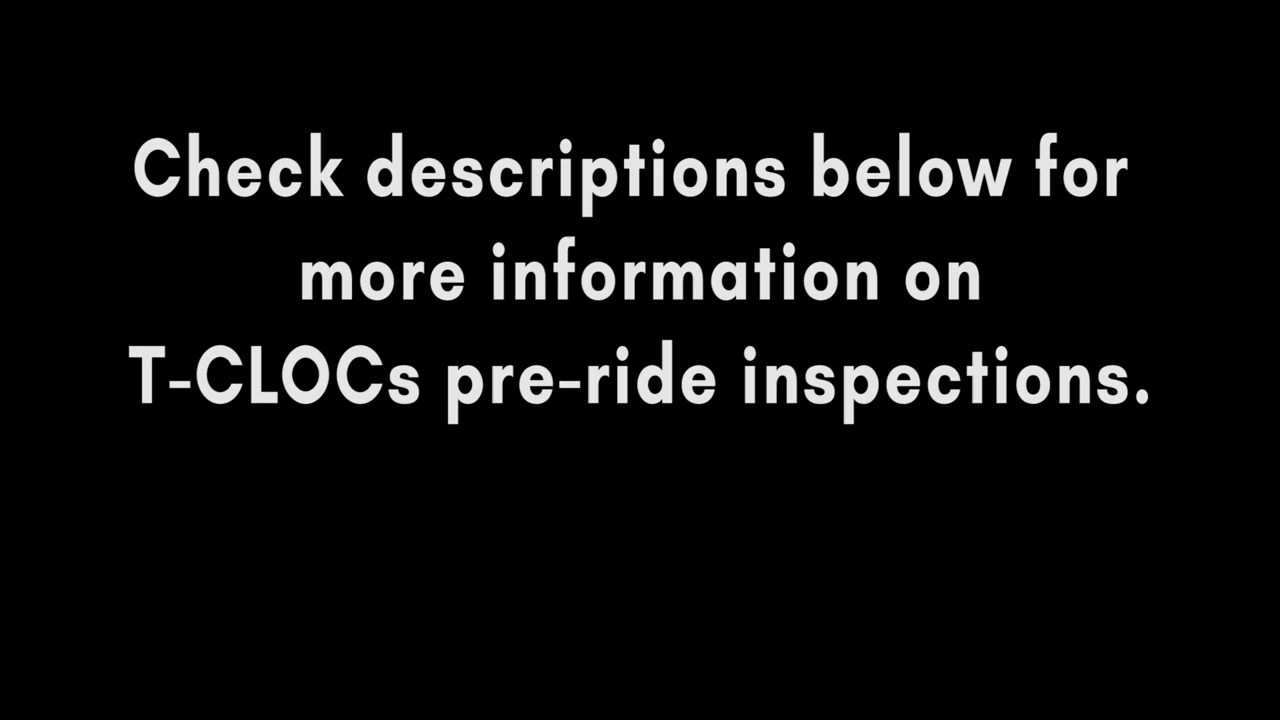 Check descriptions below for
more information on
T-CLOCs pre-ride inspections.